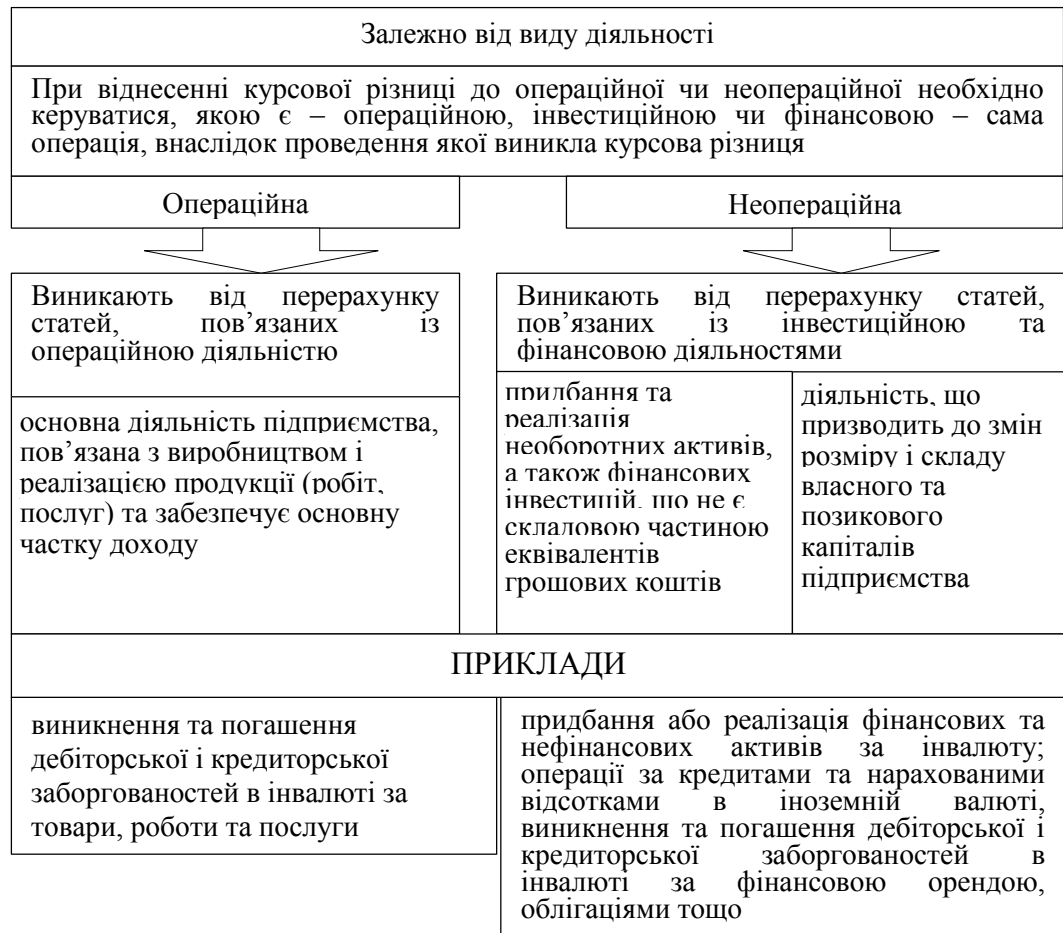 Залежно від виду діяльності
При віднесенні курсової різниці до операційної чи неопераційної необхідно
керуватися, якою є – операційною, інвестиційною чи фінансовою – сама
операція, внаслідок проведення якої виникла курсова різниця
Операційна
Неопераційна
Виникають від перерахунку
статей, пов’язаних із
операційною діяльністю
Виникають від перерахунку статей,
пов’язаних із інвестиційною та
фінансовою діяльностями
основна діяльність підприємства,
пов’язана з виробництвом і
реалізацією продукції (робіт,
послуг) та забезпечує основну
частку доходу
придбання та
реалізація
необоротних активів,
а також фінансових
інвестицій, що не є
складовою частиною
еквівалентів
грошових коштів
діяльність, що
призводить до змін
розміру і складу
власного та
позикового
капіталів
підприємства
ПРИКЛАДИ
виникнення та погашення
дебіторської і кредиторської
заборгованостей в інвалюті за
товари, роботи та послуги
придбання або реалізація фінансових та
нефінансових активів за інвалюту;
операції за кредитами та нарахованими
відсотками в іноземній валюті,
виникнення та погашення дебіторської і
кредиторської заборгованостей в
інвалюті за фінансовою орендою,
облігаціями тощо